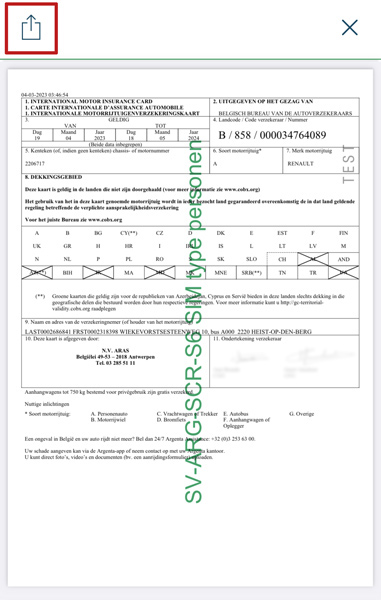 04-03-2023 03:46:54
1. INTERNATIONAL MOTOR INSURANCE CARD
1. CARTE INTERNATIONALE D'ASSURANCE AUTOMOBILE
1. INTERNATIONALE MOTORRIJTUIGENVERZEKERINGSKAART
2. UITGEGEVEN OP HET GEZAG VAN
BELGISCH BUREAU VAN DE AUTOVERZEKERAARS
3. GELDIG
VAN TOT
Dag Maand Jaar Dag Maand Jaar
19 04 2023 18 05 2024
(Beide data inbegrepen)
4. Landcode / Code verzekeraar / Nummer
B / 858 / 000034764089
5. Kenteken (of, indien geen kenteken) chassis- of motornummer
2206717
6. Soort motorrijtuig*
A
7. Merk motorrijtuig
RENAULT
TEST
8. DEKKINGSGEBIED
Deze kaart is geldig in de landen die niet zijn doorgehaald (voor meer informatie zie www.cobx.org)
Het gebruik van het in deze kaart genoemde motorrijtuig wordt in ieder bezocht land gegarandeerd overeenkomstig de in dat land geldende
regeling betreffende de verplichte aansprakelijkheidsverzekering
Voor het juiste Bureau zie www.cobx.org
A B BG CY(**) CZ D DK E EST F FIN
UK GR H HR I IRL IS L LT LV M
N NL P PL RO S SK SLO CH AND
BIH MNE SRB(**) TN TR
(**) Groene kaarten die geldig zijn voor de republieken van Azerbeidzjan, Cyprus en Servië bieden in deze landen slechts dekking in die
geografische delen die bestuurd worden door hun respectieve regeringen. Voor meer informatie kunt u http://gc-territorial-
validity.cobx.org raadplegen
9. Naam en adres van de verzekeringnemer (of houder van het motorrijtuig)
LAST0002686841 FRST0002318398 WIEKEVORSTSESTEENWEG 10, bus A000 2220 HEIST-OP-DEN-BERG
10. Deze kaart is afgegeven door:
N.V. ARAS
Belgiëlei 49-53 – 2018 Antwerpen
Tel. 03 285 51 11
11. Ondertekening verzekeraar
Aanhangwagens tot 750 kg bestemd voor privégebruik zijn gratis verzekerd
Nuttige inlichtingen
* Soort motorrijtuig: A. Personenauto C. Vrachtwagen of Trekker E. Autobus G. Overige
B. Motorrijwiel D. Bromfiets F. Aanhangwagen of
Oplegger
Een ongeval in België en uw auto rijdt niet meer? Bel dan 24/7 Argenta Assistance: +32 (0)3 253 63 00.
Uw schade aangeven kan via de Argenta-app of neem contact op met uw Argenta kantoor.
U kunt direct foto's, video's en documenten (bv. een aanrijdingsformulier) inladen.
SV-ARG-SCR-S6 SIM type personen